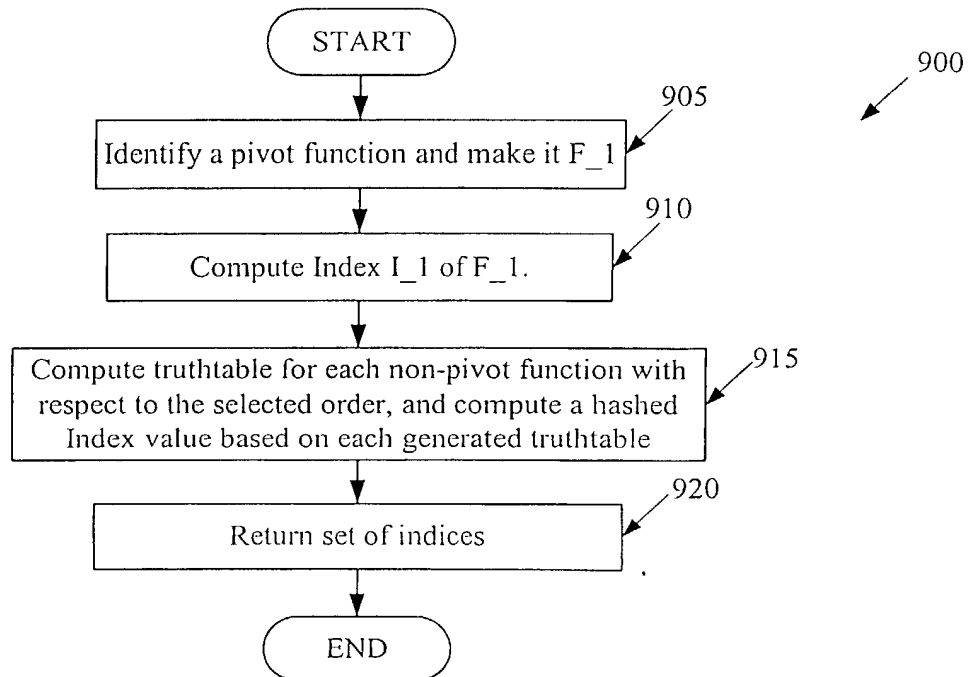 START
900
905
Identify a pivot function and make it F_1
910
Compute Index I_1 of F_1.
915
Compute truthtable for each non-pivot function with
respect to the selected order, and compute a hashed
Index value based on each generated truthtable
920
Return set of indices
END